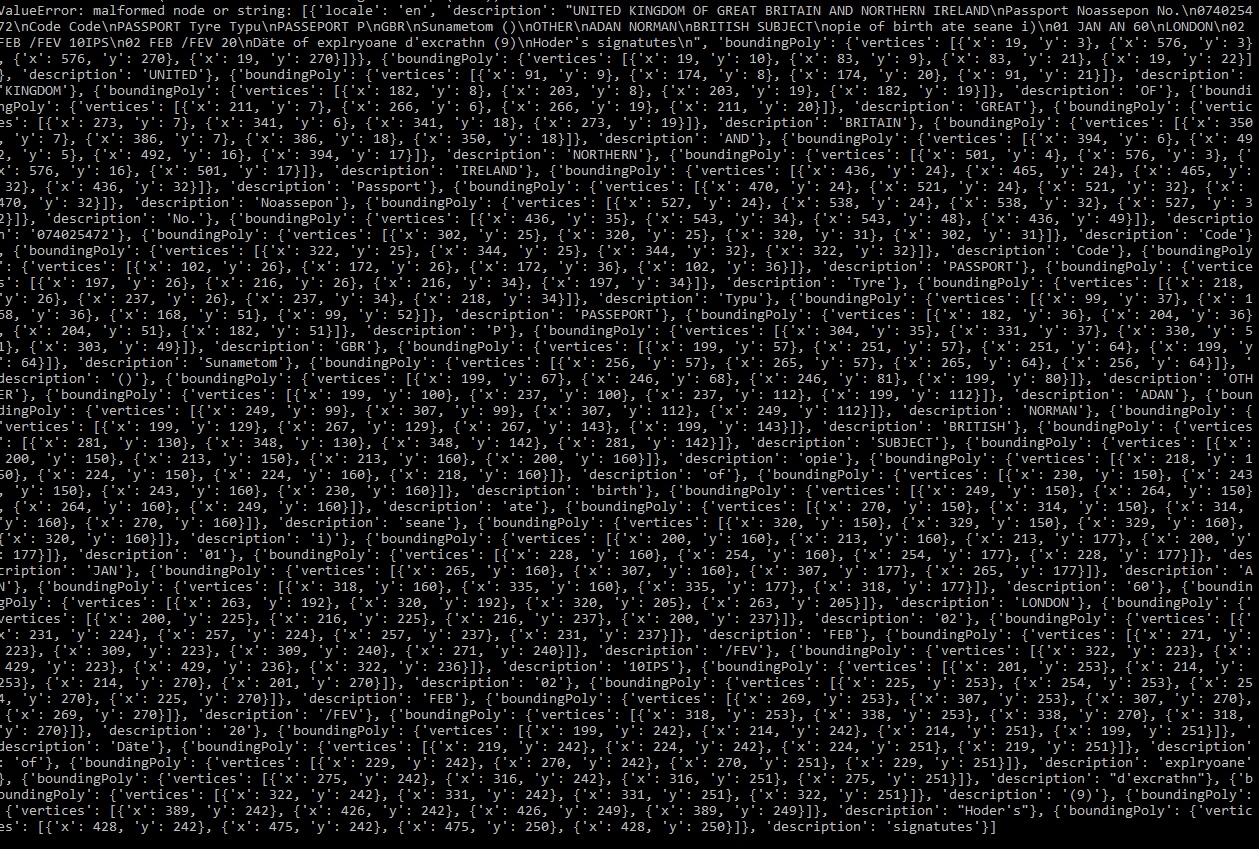 ValueError: malformed node or string: [{'locale': 'en', 'description': "UNITED KINGDOM OF GREAT BRITAIN AND NORTHERN IRELAND\nPassport Noassepon No.\n0740254
72\nCode Code\nPASSPORT Tyre Typu\nPASSEPORT P\nGBR\nSunametom ()\nOTHER\nADAN NORMAN\nBRITISH SUBJECT\nopie of birth ate seane i)\n01 JAN AN 60\nLONDON\n02
FEB /FEV 10IPS\n02 FEB /FEV 20\nDäte of explryoane d'excrathn (9)\nHoder's signatutes\n", 'boundingPoly': {'vertices': [{'x': 19, 'y': 3}, {'x': 576, 'y': 3}
, {'x': 576, 'y': 270}, {'x': 19, 'y': 270}]}}, {'boundingPoly': {'vertices': [{'x': 19, 'y': 10}, {'x': 83, 'y': 9}, {'x': 83, 'y': 21}, {'x': 19, 'y': 22}]
}, 'description': 'UNITED'}, {'boundingPoly': {'vertices': [{'x': 91, 'y': 9}, {'x': 174, 'y': 8}, {'x': 174, 'y': 20}, {'x': 91, 'y': 21}]}, 'description':
'KINGDOM'}, {'boundingPoly': {'vertices': [{'x': 182, 'y': 8}, {'x': 203, 'y': 8}, {'x': 203, 'y': 19}, {'x': 182, 'y': 19}]}, 'description': 'OF'}, {'boundi
ngPoly': {'vertices': [{'x': 211, 'y': 7}, {'x': 266, 'y': 6}, {'x': 266, 'y': 19}, {'x': 211, 'y': 20}]}, 'description': 'GREAT'}, {'boundingPoly': {'vertic
es': [{'x': 273, 'y': 7}, {'x': 341, 'y': 6}, {'x': 341, 'y': 18}, {'x': 273, 'y': 19}]}, 'description': 'BRITAIN'}, {'boundingPoly': {'vertices': [{'x': 350
, 'y': 7}, {'x': 386, 'y': 7}, {'x': 386, 'y': 18}, {'x': 350, 'y': 18}]}, 'description': 'AND'}, {'boundingPoly': {'vertices': [{'x': 394, 'y': 6}, {'x': 49
2, 'y': 5}, {'x': 492, 'y': 16}, {'x': 394, 'y': 17}]}, 'description': 'NORTHERN'}, {'boundingPoly': {'vertices': [{'x': 501, 'y': 4}, {'x': 576, 'y': 3}, {'
x': 576, 'y': 16}, {'x': 501, 'y': 17}]}, 'description': 'IRELAND'}, {'boundingPoly': {'vertices': [{'x': 436, 'y': 24}, {'x': 465, 'y': 24}, {'x': 465, 'y':
32}, {'x': 436, 'y': 32}]}, 'description': 'Passport'}, {'boundingPoly': {'vertices': [{'x': 470, 'y': 24}, {'x': 521, 'y': 24}, {'x': 521, 'y': 32}, {'x':
470, 'y': 32}]}, 'description': 'Noassepon'}, {'boundingPoly': {'vertices': [{'x': 527, 'y': 24}, {'x': 538, 'y': 24}, {'x': 538, 'y': 32}, {'x': 527, 'y': 3
2}]}, 'description': 'No.'}, {'boundingPoly': {'vertices': [{'x': 436, 'y': 35}, {'x': 543, 'y': 34}, {'x': 543, 'y': 48}, {'x': 436, 'y': 49}]}, 'descriptio
n': '074025472'}, {'boundingPoly': {'vertices': [{'x': 302, 'y': 25}, {'x': 320, 'y': 25}, {'x': 320, 'y': 31}, {'x': 302, 'y': 31}]}, 'description': 'Code'}
, {'boundingPoly': {'vertices': [{'x': 322, 'y': 25}, {'x': 344, 'y': 25}, {'x': 344, 'y': 32}, {'x': 322, 'y': 32}]}, 'description': 'Code'}, {'boundingPoly
': {'vertices': [{'x': 102, 'y': 26}, {'x': 172, 'y': 26}, {'x': 172, 'y': 36}, {'x': 102, 'y': 36}]}, 'description': 'PASSPORT'}, {'boundingPoly': {'vertice
s': [{'x': 197, 'y': 26}, {'x': 216, 'y': 26}, {'x': 216, 'y': 34}, {'x': 197, 'y': 34}]}, 'description': 'Tyre'}, {'boundingPoly': {'vertices': [{'x': 218,
'y': 26}, {'x': 237, 'y': 26}, {'x': 237, 'y': 34}, {'x': 218, 'y': 34}]}, 'description': 'Typu'}, {'boundingPoly': {'vertices': [{'x': 99, 'y': 37}, {'x': 1
68, 'y': 36}, {'x': 168, 'y': 51}, {'x': 99, 'y': 52}]}, 'description': 'PASSEPORT'}, {'boundingPoly': {'vertices': [{'x': 182, 'y': 36}, {'x': 204, 'y': 36}
, {'x': 204, 'y': 51}, {'x': 182, 'y': 51}]}, 'description': 'P'}, {'boundingPoly': {'vertices': [{'x': 304, 'y': 35}, {'x': 331, 'y': 37}, {'x': 330, 'y': 5
1}, {'x': 303, 'y': 49}]}, 'description': 'GBR'}, {'boundingPoly': {'vertices': [{'x': 199, 'y': 57}, {'x': 251, 'y': 57}, {'x': 251, 'y': 64}, {'x': 199, 'y
': 64}]}, 'description': 'Sunametom'}, {'boundingPoly': {'vertices': [{'x': 256, 'y': 57}, {'x': 265, 'y': 57}, {'x': 265, 'y': 64}, {'x': 256, 'y': 64}]},
description': '()'}, {'boundingPoly': {'vertices': [{'x': 199, 'y': 67}, {'x': 246, 'y': 68}, {'x': 246, 'y': 81}, {'x': 199, 'y': 80}]}, 'description': 'OTH
ER'}, {'boundingPoly': {'vertices': [{'x': 199, 'y': 100}, {'x': 237, 'y': 100}, {'x': 237, 'y': 112}, {'x': 199, 'y': 112}]}, 'description': 'ADAN'}, {'boun
dingPoly': {'vertices': [{'x': 249, 'y': 99}, {'x': 307, 'y': 99}, {'x': 307, 'y': 112}, {'x': 249, 'y': 112}]}, 'description': 'NORMAN'}, {'boundingPoly': {
'vertices': [{'x': 199, 'y': 129}, {'x': 267, 'y': 129}, {'x': 267, 'y': 143}, {'x': 199, 'y': 143}]}, 'description': 'BRITISH'}, {'boundingPoly': {'vertices
': [{'x': 281, 'y': 130}, {'x': 348, 'y': 130}, {'x': 348, 'y': 142}, {'x': 281, 'y': 142}]}, 'description': 'SUBJECT'}, {'boundingPoly': {'vertices': [{'x':
200, 'y': 150}, {'x': 213, 'y': 150}, {'x': 213, 'y': 160}, {'x': 200, 'y': 160}]}, 'description': 'opie'}, {'boundingPoly': {'vertices': [{'x': 218, 'y': 1
50}, {'x': 224, 'y': 150}, {'x': 224, 'y': 160}, {'x': 218, 'y': 160}]}, 'description': 'of'}, {'boundingPoly': {'vertices': [{'x': 230, 'y': 150}, {'x': 243
, 'y': 150}, {'x': 243, 'y': 160}, {'x': 230, 'y': 160}]}, 'description': 'birth'}, {'boundingPoly': {'vertices': [{'x': 249, 'y': 150}, {'x': 264, 'y': 150}
, {'x': 264, 'y': 160}, {'x': 249, 'y': 160}]}, 'description': 'ate'}, {'boundingPoly': {'vertices': [{'x': 270, 'y': 150}, {'x': 314, 'y': 150}, {'x': 314,
'y': 160}, {'x': 270, 'y': 160}]}, 'description': 'seane'}, {'boundingPoly': {'vertices': [{'x': 320, 'y': 150}, {'x': 329, 'y': 150}, {'x': 329, 'y': 160},
{'x': 320, 'y': 160}]}, 'description': 'i)'}, {'boundingPoly': {'vertices': [{'x': 200, 'y': 160}, {'x': 213, 'y': 160}, {'x': 213, 'y': 177}, {'x': 200, 'y'
: 177}]}, 'description': '01'}, {'boundingPoly': {'vertices': [{'x': 228, 'y': 160}, {'x': 254, 'y': 160}, {'x': 254, 'y': 177}, {'x': 228, 'y': 177}]}, 'des
cription': 'JAN'}, {'boundingPoly': {'vertices': [{'x': 265, 'y': 160}, {'x': 307, 'y': 160}, {'x': 307, 'y': 177}, {'x': 265, 'y': 177}]}, 'description': 'A
N'}, {'boundingPoly': {'vertices': [{'x': 318, 'y': 160}, {'x': 335, 'y': 160}, {'x': 335, 'y': 177}, {'x': 318, 'y': 177}]}, 'description': '60'}, {'boundin
gPoly': {'vertices': [{'x': 263, 'y': 192}, {'x': 320, 'y': 192}, {'x': 320, 'y': 205}, {'x': 263, 'y': 205}]}, 'description': 'LONDON'}, {'boundingPoly': {'
vertices': [{'x': 200, 'y': 225}, {'x': 216, 'y': 225}, {'x': 216, 'y': 237}, {'x': 200, 'y': 237}]}, 'description': '02'}, {'boundingPoly': {'vertices': [{'
x': 231, 'y': 224}, {'x': 257, 'y': 224}, {'x': 257, 'y': 237}, {'x': 231, 'y': 237}]}, 'description': 'FEB'}, {'boundingPoly': {'vertices': [{'x': 271, 'y':
223}, {'x': 309, 'y': 223}, {'x': 309, 'y': 240}, {'x': 271, 'y': 240}]}, 'description': '/FEV'}, {'boundingPoly': {'vertices': [{'x': 322, 'y': 223}, {'x':
429, 'y': 223}, {'x': 429, 'y': 236}, {'x': 322, 'y': 236}]}, 'description': '10IPS'}, {'boundingPoly': {'vertices': [{'x': 201, 'y': 253}, {'x': 214, 'y':
253}, {'x': 214, 'y': 270}, {'x': 201, 'y': 270}]}, 'description': '02'}, {'boundingPoly': {'vertices': [{'x': 225, 'y': 253}, {'x': 254, 'y': 253}, {'x': 25
4, 'y': 270}, {'x': 225, 'y': 270}]}, 'description': 'FEB'}, {'boundingPoly': {'vertices': [{'x': 269, 'y': 253}, {'x': 307, 'y': 253}, {'x': 307, 'y': 270},
{'x': 269, 'y': 270}]}, 'description': '/FEV'}, {'boundingPoly': {'vertices': [{'x': 318, 'y': 253}, {'x': 338, 'y': 253}, {'x': 338, 'y': 270}, {'x': 318,
'y': 270}]}, 'description': '20'}, {'boundingPoly': {'vertices': [{'x': 199, 'y': 242}, {'x': 214, 'y': 242}, {'x': 214, 'y': 251}, {'x': 199, 'y': 251}]},
description': 'Däte'}, {'boundingPoly': {'vertices': [{'x': 219, 'y': 242}, {'x': 224, 'y': 242}, {'x': 224, 'y': 251}, {'x': 219, 'y': 251}]}, 'description'
: 'of'}, {'boundingPoly': {'vertices': [{'x': 229, 'y': 242}, {'x': 270, 'y': 242}, {'x': 270, 'y': 251}, {'x': 229, 'y': 251}]}, 'description': 'explryoane'
}, {'boundingPoly': {'vertices': [{'x': 275, 'y': 242}, {'x': 316, 'y': 242}, {'x': 316, 'y': 251}, {'x': 275, 'y': 251}]}, 'description': "d'excrathn"}, {'b
oundingPoly': {'vertices': [{'x': 322, 'y': 242}, {'x': 331, 'y': 242}, {'x': 331, 'y': 251}, {'x': 322, 'y': 251}]}, 'description': '(9)'}, {'boundingPoly':
{'vertices': [{'x': 389, 'y': 242}, {'x': 426, 'y': 242}, {'x': 426, 'y': 249}, {'x': 389, 'y': 249}]}, 'description': "Hoder's"}, {'boundingPoly': {'vertic
es': [{'x': 428, 'y': 242}, {'x': 475, 'y': 242}, {'x': 475, 'y': 250}, {'x': 428, 'y': 250}]}, 'description': 'signatutes'}]